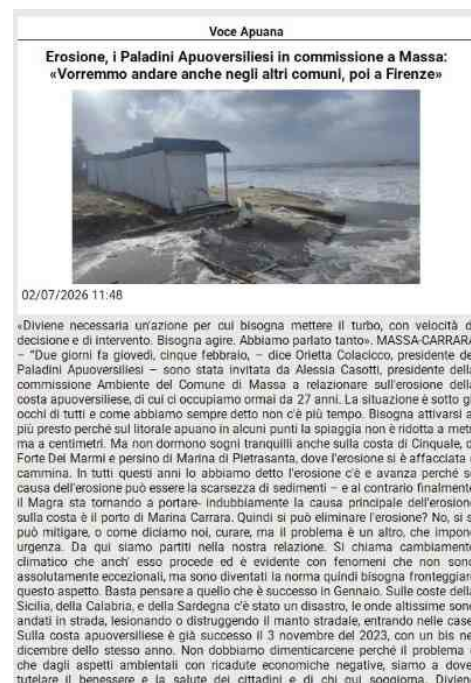 Voce Apuana
Erosione, i Paladini Apuoversiliesi in commissione a Massa:
«Vorremmo andare anche negli altri comuni, poi a Firenze»
02/07/2026 11:48
«Diviene necessaria un'azione per cui bisogna mettere il turbo, con velocità d
decisione e di intervento. Bisogna agire. Abbiamo parlato tanto». MASSA-CARRARA
– "Due giorni fa giovedì, cinque febbraio, – dice Orietta Colacicco, presidente de
Paladini Apuoversiliesi – sono stata invitata da Alessia Casotti, presidente della
commissione Ambiente del Comune di Massa a relazionare sull'erosione della
costa apuoversiliese, di cui ci occupiamo ormai da 27 anni. La situazione è sotto gl
occhi di tutti e come abbiamo sempre detto non c'è più tempo. Bisogna attivarsi a
più presto perché sul litorale apuano in alcuni punti la spiaggia non è ridotta a metr
ma a centimetri. Ma non dormono sogni tranquilli anche sulla costa di Cinquale, d
Forte Dei Marmi e persino di Marina di Pietrasanta, dove l'erosione si è affacciata
cammina. In tutti questi anni lo abbiamo detto l'erosione c'è e avanza perché s
causa dell'erosione può essere la scarsezza di sedimenti – e al contrario finalmente
il Magra sta tornando a portare- indubbiamente la causa principale dell'erosione
sulla costa è il porto di Marina Carrara. Quindi si può eliminare l'erosione? No, si s
può mitigare, o come diciamo noi, curare, ma il problema è un altro, che impon
urgenza. Da qui siamo partiti nella nostra relazione. Si chiama cambiament
climatico che anch' esso procede ed è evidente con fenomeni che non sono
assolutamente eccezionali, ma sono diventati la norma quindi bisogna fronteggiar
questo aspetto. Basta pensare a quello che è successo in Gennaio. Sulle coste della
Sicilia, della Calabria, e della Sardegna c'è stato un disastro, le onde altissime sono
andati in strada, lesionando o distruggendo il manto stradale, entrando nelle case
Sulla costa apuoversiliese è già successo il 3 novembre del 2023, con un bis ne
dicembre dello stesso anno. Non dobbiamo dimenticarcene perché il problema
che dagli aspetti ambientali con ricadute economiche negative, siamo a dove
tutelare il benessere e la salute dei cittadini e di chi qui soggiorna. Divien